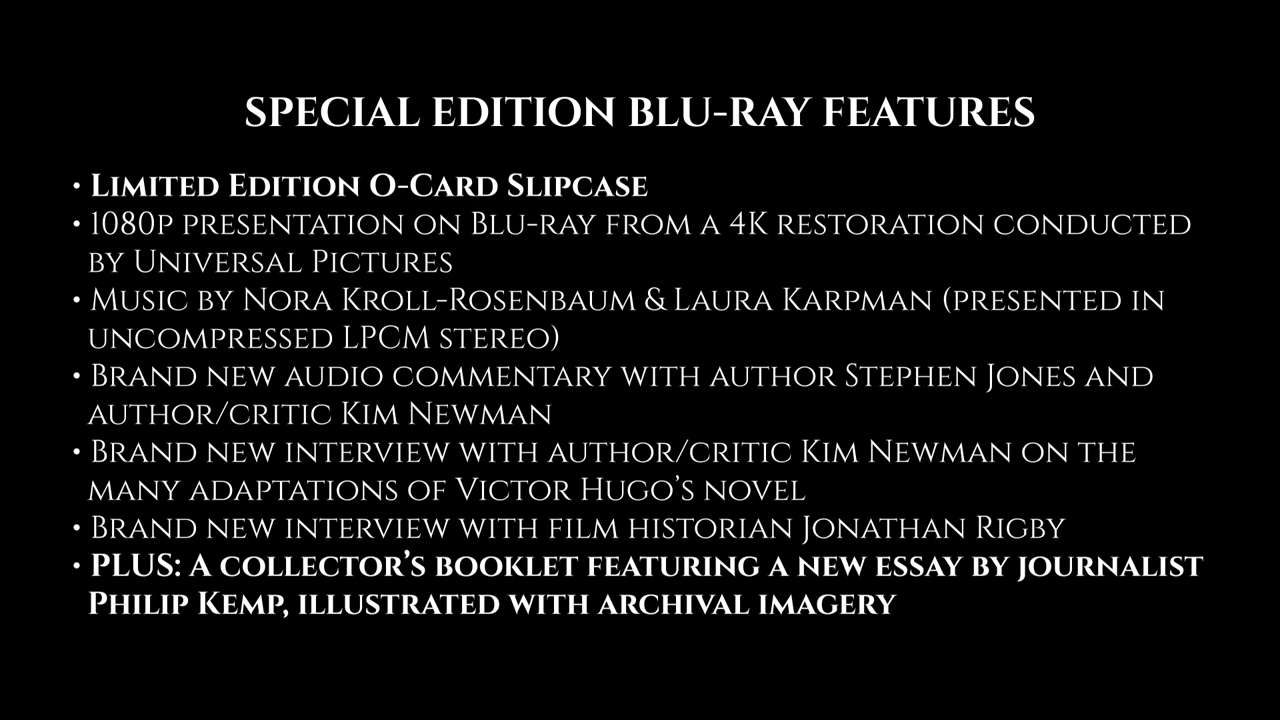 SPECIAL EDITION BLU-RAY FEATURES
• Limited Edition O-Card Slipcase
• 1080p presentation on Blu-ray from a 4K restoration conducted
by Universal Pictures
• Music by Nora Kroll-Rosenbaum & Laura Karpman (presented in
uncompressed LPCM stereo)
• Brand new audio commentary with author Stephen Jones and
author/critic Kim Newman
• Brand new interview with author/critic Kim Newman on the
many adaptations of Victor Hugo’s novel
• Brand new interview with film historian Jonathan Rigby
• PLUS: A collector’s booklet featuring a new essay by journalist
Philip Kemp, illustrated with archival imagery